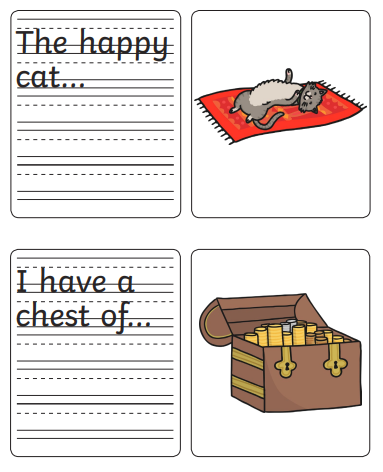 The happy
cat...
I have a
chest of...